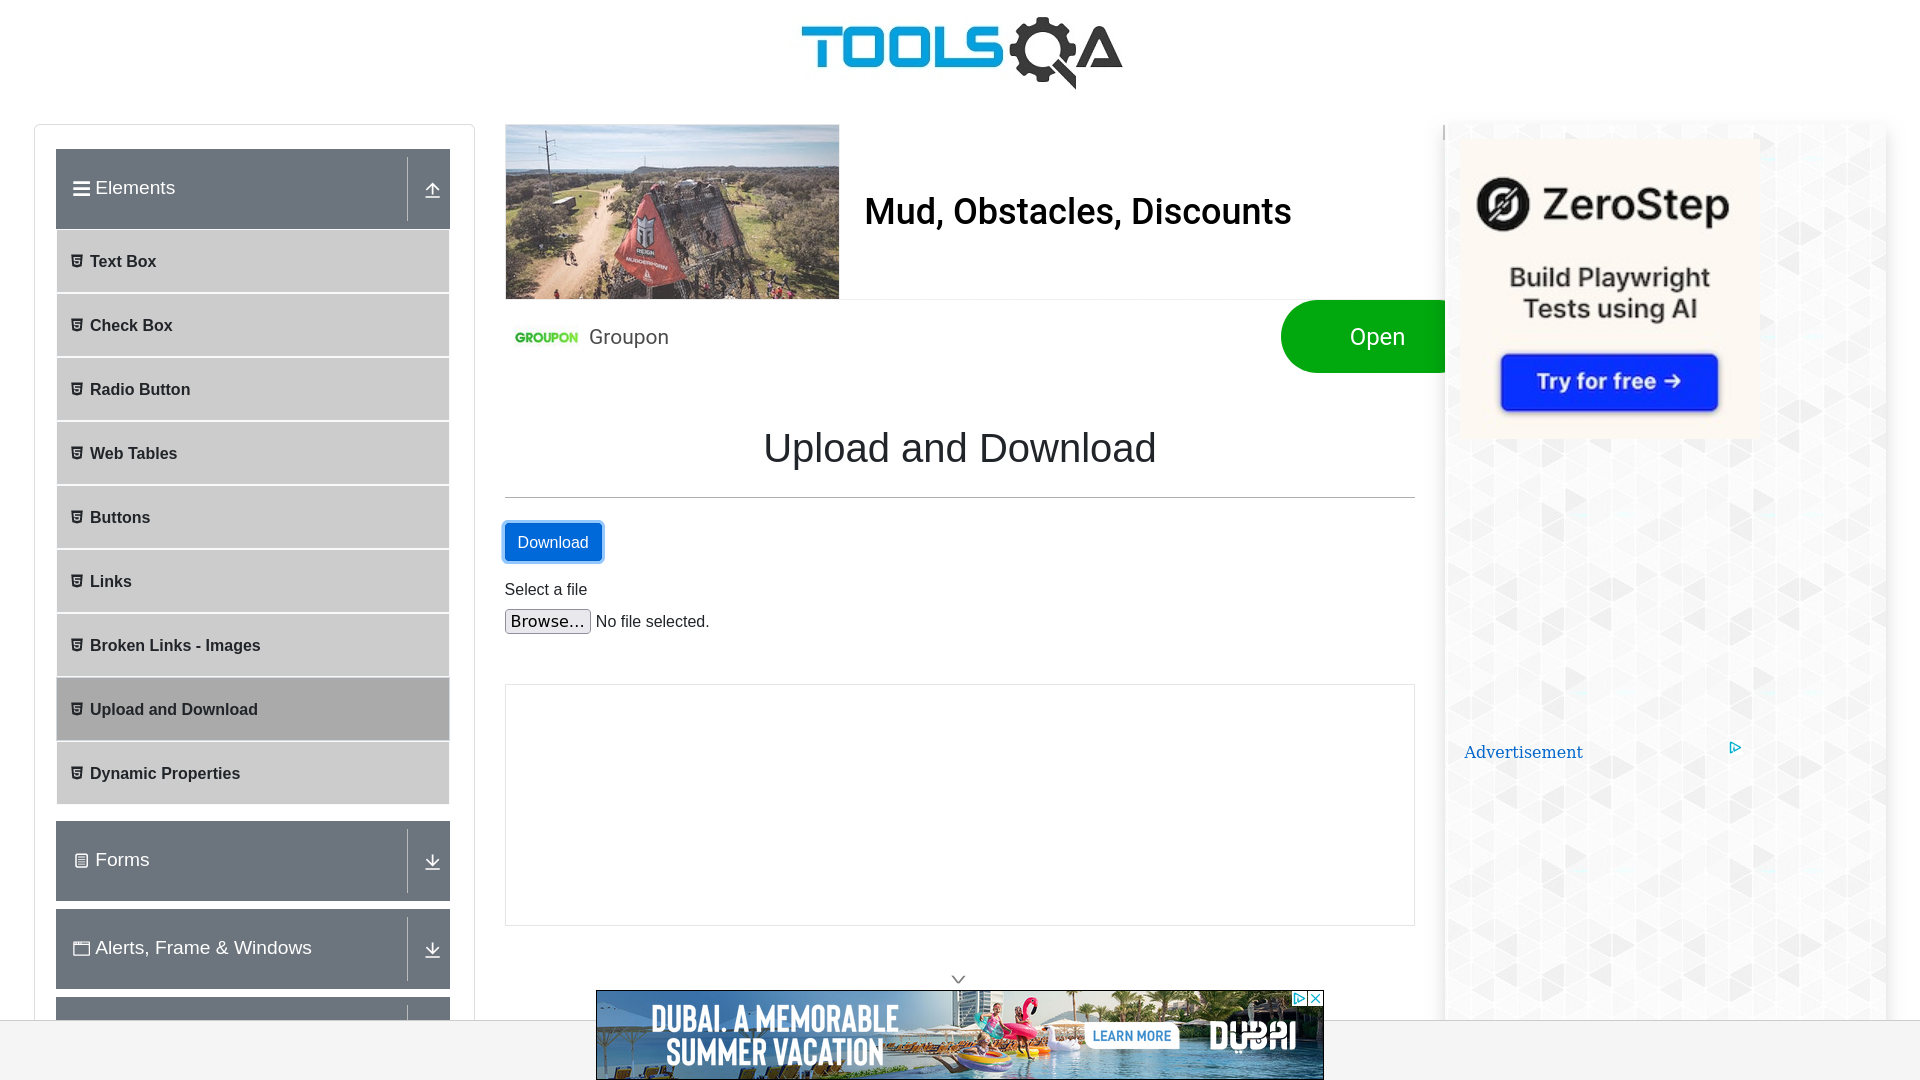 TOOLSQA
Elements
Text Box
Check Box
Radio Button
Web Tables
Buttons
Links
Broken Links - Images
Upload and Download
Dynamic Properties
Forms
Alerts, Frame & Windows
REIGN
Mud, Obstacles, Discounts
GROUPON
Groupon
Open
Upload and Download
Download
Select a file
Browse...
No file selected.
ZeroStep
Build Playwright
Tests using AI
Try for free →
Advertisement
DUBAI. A MEMORABLE
SUMMER VACATION
LEARN MORE
DUBAI